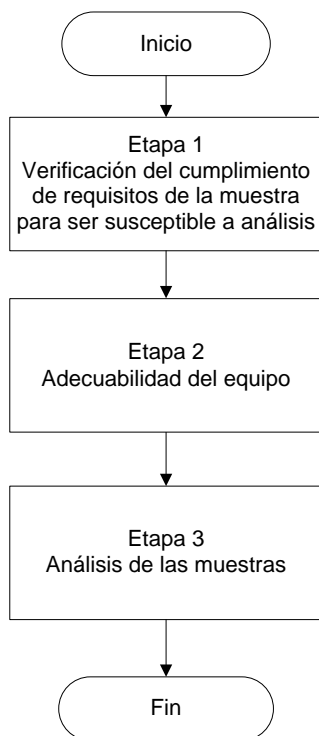 Inicio
Etapa 1
Verificación del cumplimiento
de requisitos de la muestra
para ser susceptible a análisis
Etapa 2
Adecuabilidad del equipo
Etapa 3
Análisis de las muestras
Fin